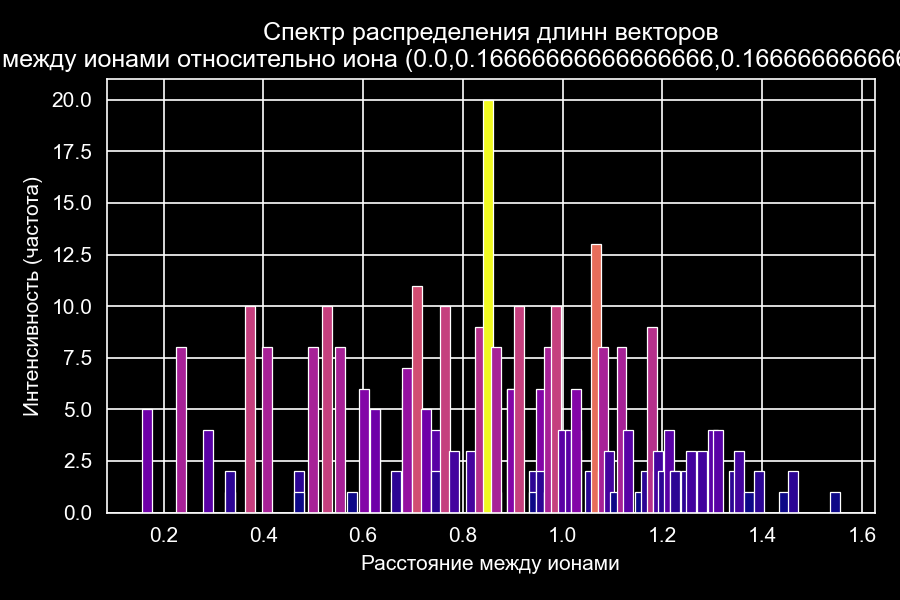 Спектр распределения длинн векторов
между ионами относительно иона (0.0,0.16666666666666666,0.166666666666
20.0
17.5
15.0
12.5
10.0
7.5
5.0
2.5
0.0
Интенсивность (частота)
0.2 0.4 0.6 0.8 1.0 1.2 1.4 1.6
Расстояние между ионами